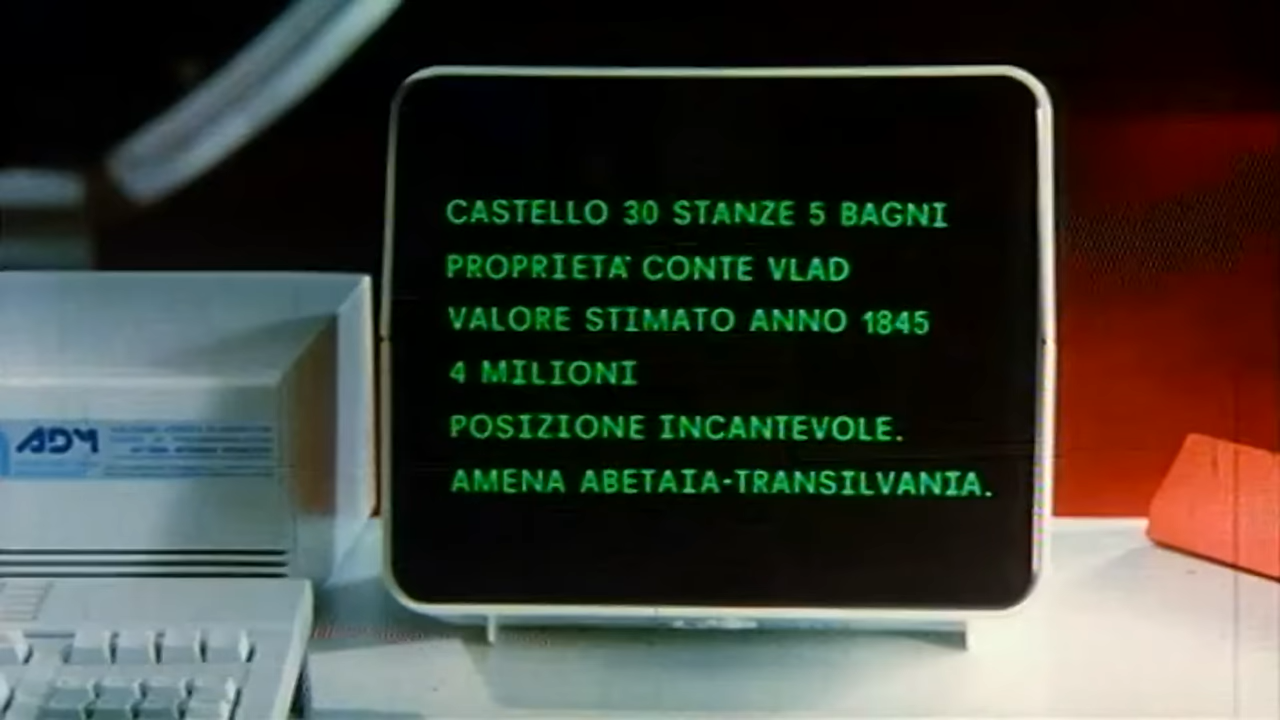 CASTELLO 30 STANZE 5 BAGNI
PROPRIETA' CONTE VLAD
VALORE STIMATO ANNO 1845
4 MILIONI
POSIZIONE INCANTEVOLE.
AMENA ABETAIA-TRANSILVANIA.
ADM